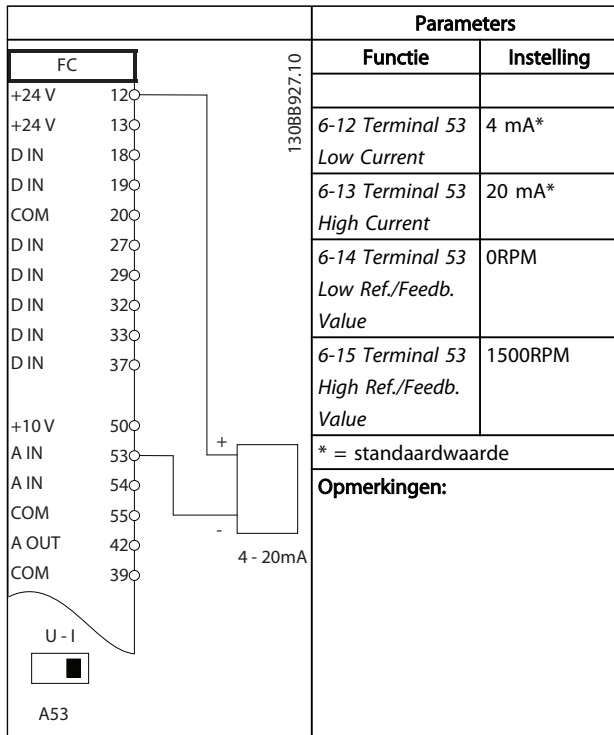 FC
+24 V 12
+24 V 13
D IN 18
D IN 19
COM 20
D IN 27
D IN 29
D IN 32
D IN 33
D IN 37
+10 V 50
A IN 53
A IN 54
COM 55
A OUT 42
COM 39
+
-
4 - 20mA
U - I
A53
130BB927.10
Parameters
Functie Instelling
6-12 Terminal 53 4 mA*
Low Current
6-13 Terminal 53 20 mA*
High Current
6-14 Terminal 53 0RPM
Low Ref./Feedb.
Value
6-15 Terminal 53 1500RPM
High Ref./Feedb.
Value
* = standaardwaarde
Opmerkingen: